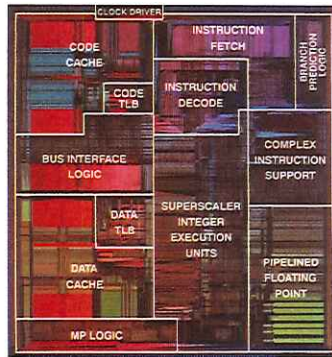 CLOCK DRIVER
CODE
CACHE
CODE
TLB
INSTRUCTION
FETCH
BRANCH
PREDICTION
LOGIC
INSTRUCTION
DECODE
BUS INTERFACE
LOGIC
COMPLEX
INSTRUCTION
SUPPORT
DATA
TLB
SUPERSCALER
INTEGER
EXECUTION
UNITS
DATA
CACHE
PIPELINED
FLOATING
POINT
MP LOGIC